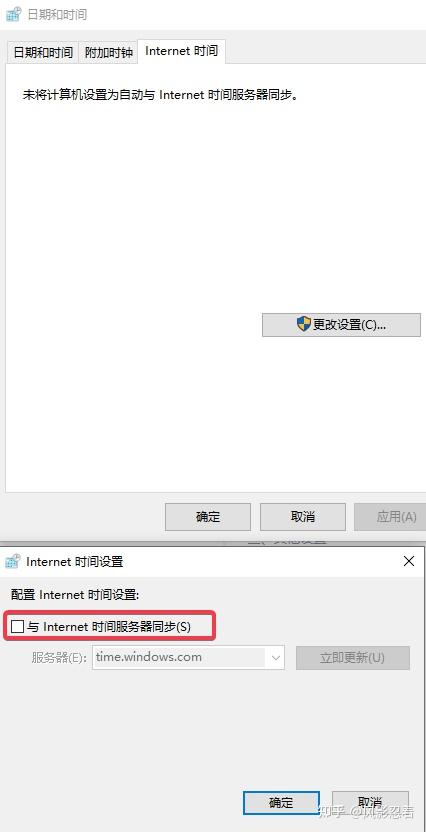 日期和时间
日期和时间 附加时钟 Internet 时间
未将计算机设置为自动与 Internet 时间服务器同步。
更改设置(C)...
确定 取消 应用(A)
Internet 时间设置
配置 Internet 时间设置:
与 Internet 时间服务器同步(S)
服务器(E): time.windows.com 立即更新(U)
确定 取消
知乎 @风影忍者